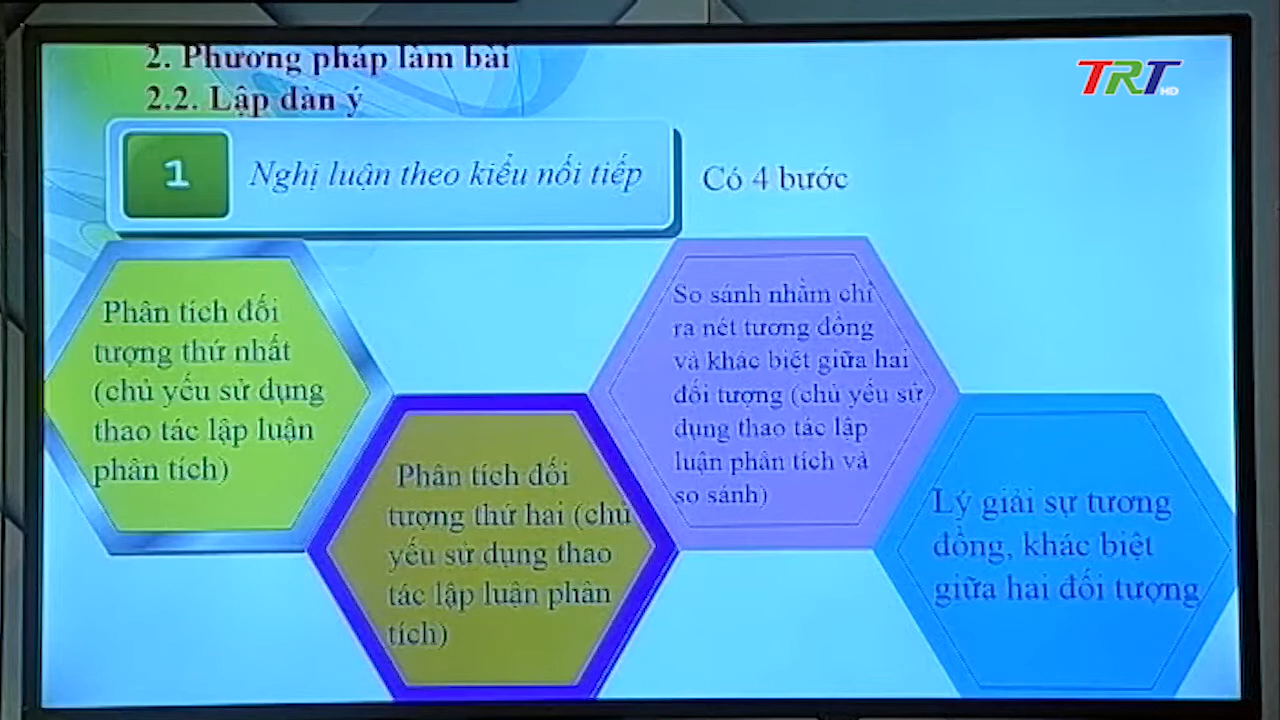 2. Phương pháp làm bài
2.2. Lập dàn ý
TRT HD
1
Nghị luận theo kiểu nối tiếp
Có 4 bước
Phân tích đối
tượng thứ nhất
(chủ yếu sử dụng
thao tác lập luận
phân tích)
Phân tích đối
tượng thứ hai (chủ
yếu sử dụng thao
tác lập luận phân
tích)
So sánh nhằm chỉ
ra nét tương đồng
và khác biệt giữa hai
đối tượng (chủ yếu sử
dụng thao tác lập
luận phân tích và
so sánh)
Lý giải sự tương
đồng, khác biệt
giữa hai đối tượng